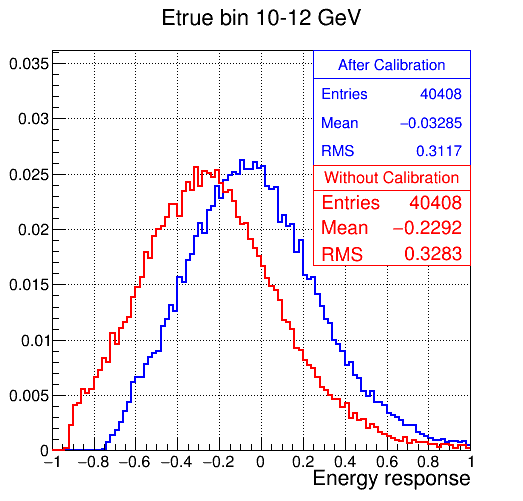 Etrue bin 10-12 GeV
After Calibration
Entries 40408
Mean −0.03285
RMS 0.3117
Without Calibration
Entries 40408
Mean −0.2292
RMS 0.3283
0.035
0.03
0.025
0.02
0.015
0.01
0.005
0
−1 −0.8 −0.6 −0.4 −0.2 0 0.2 0.4 0.6 0.8 1
Energy response